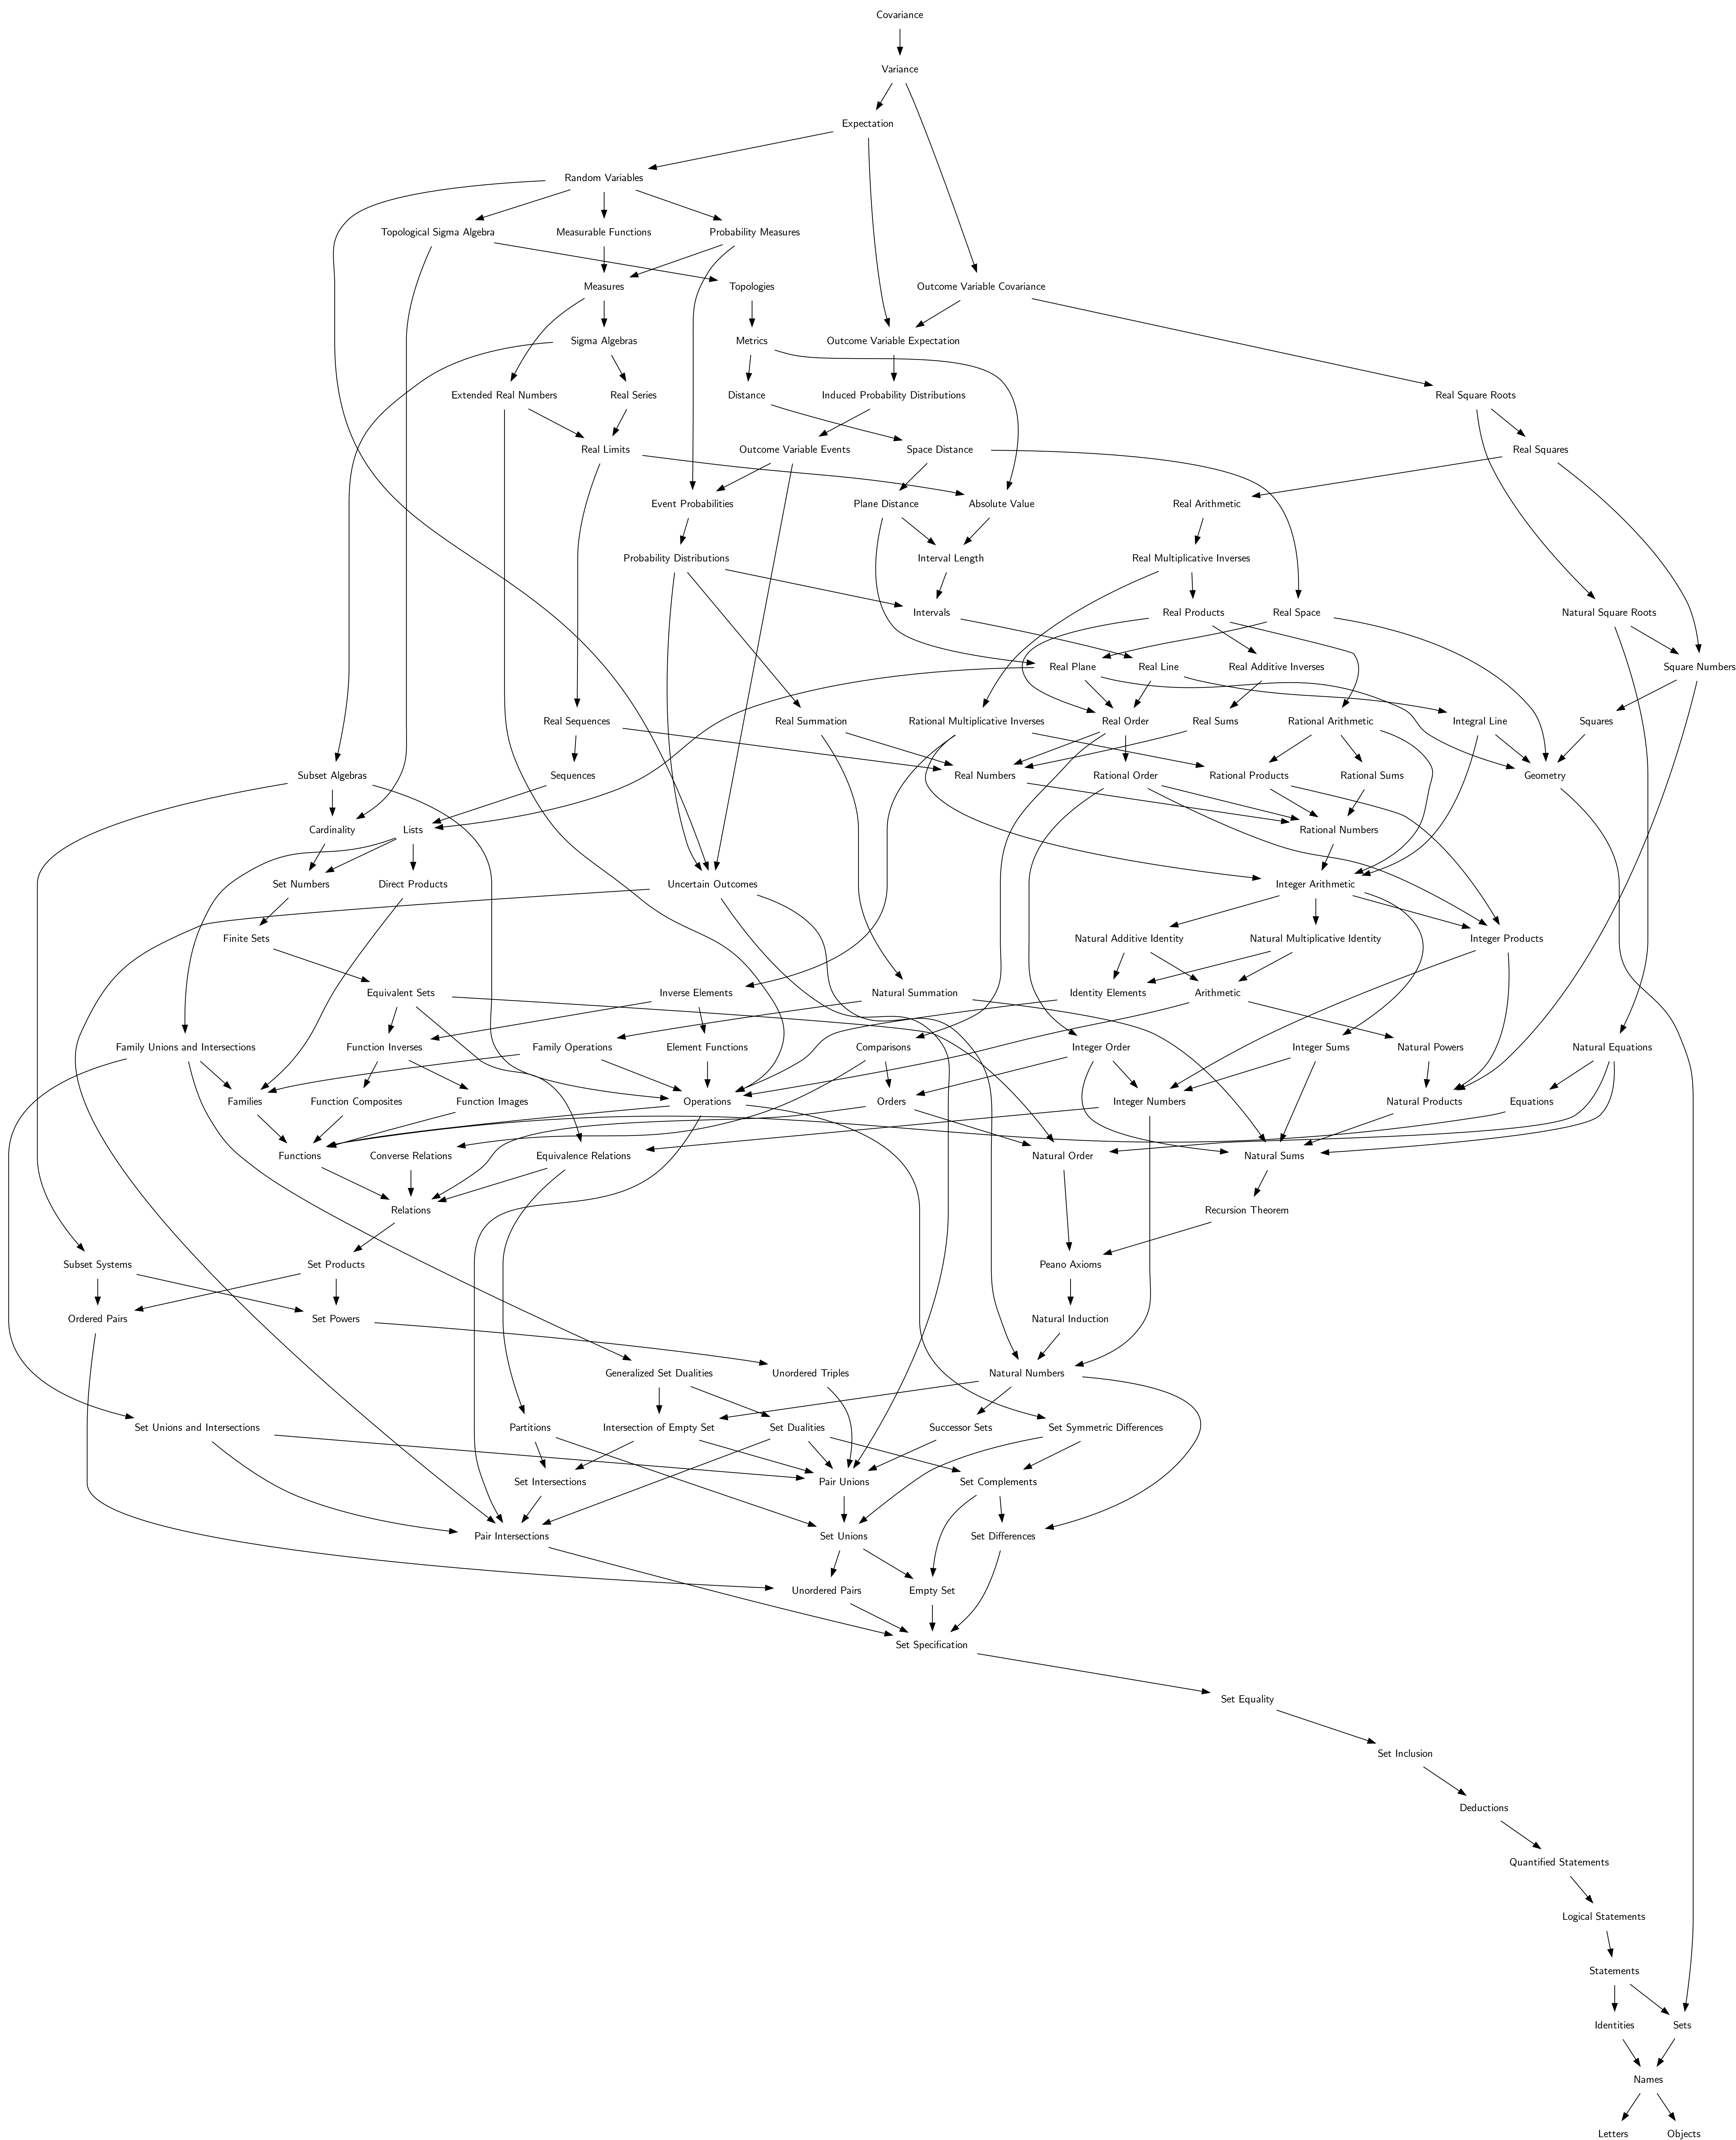 Covariance
Variance
Expectation
Random Variables
Topological Sigma Algebra
Measurable Functions
Probability Measures
Measures
Topologies
Outcome Variable Covariance
Sigma Algebras
Metrics
Outcome Variable Expectation
Extended Real Numbers
Real Series
Distance
Induced Probability Distributions
Real Square Roots
Real Limits
Outcome Variable Events
Space Distance
Real Squares
Event Probabilities
Plane Distance
Absolute Value
Real Arithmetic
Probability Distributions
Interval Length
Real Multiplicative Inverses
Intervals
Real Products
Real Space
Natural Square Roots
Real Plane
Real Line
Real Additive Inverses
Square Numbers
Real Sequences
Real Summation
Rational Multiplicative Inverses
Real Order
Real Sums
Rational Arithmetic
Integral Line
Squares
Subset Algebras
Sequences
Real Numbers
Rational Order
Rational Products
Rational Sums
Geometry
Cardinality
Lists
Rational Numbers
Set Numbers
Direct Products
Uncertain Outcomes
Integer Arithmetic
Finite Sets
Natural Additive Identity
Natural Multiplicative Identity
Integer Products
Equivalent Sets
Inverse Elements
Natural Summation
Identity Elements
Arithmetic
Family Unions and Intersections
Function Inverses
Family Operations
Element Functions
Comparisons
Integer Order
Integer Sums
Natural Powers
Natural Equations
Families
Function Composites
Function Images
Operations
Orders
Integer Numbers
Natural Products
Equations
Functions
Converse Relations
Equivalence Relations
Natural Order
Natural Sums
Relations
Recursion Theorem
Subset Systems
Set Products
Peano Axioms
Ordered Pairs
Set Powers
Natural Induction
Generalized Set Dualities
Unordered Triples
Natural Numbers
Set Unions and Intersections
Partitions
Intersection of Empty Set
Set Dualities
Successor Sets
Set Symmetric Differences
Set Intersections
Pair Unions
Set Complements
Pair Intersections
Set Unions
Set Differences
Unordered Pairs
Empty Set
Set Specification
Set Equality
Set Inclusion
Deductions
Quantified Statements
Logical Statements
Statements
Identities
Sets
Names
Letters
Objects